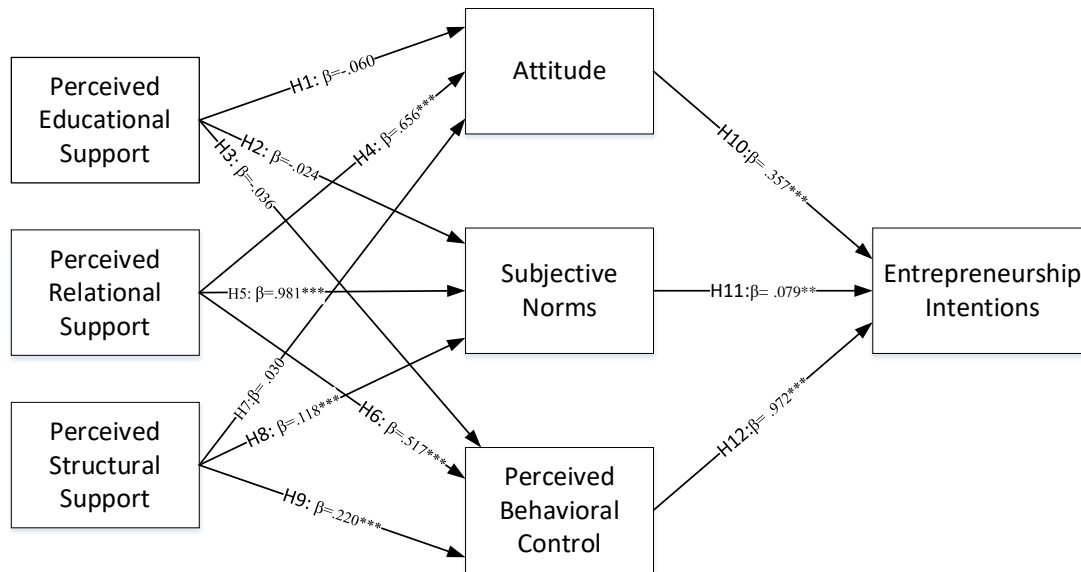 Perceived
Educational
Support
Perceived
Relational
Support
Perceived
Structural
Support
H1: β=-.060
H2: β=-.024
H3: β=-.036
H4: β=.656***
H5: β=.981***
H6: β=.517***
H7:β=.030
H8: β=.118***
H9: β=.220***
Attitude
Subjective
Norms
Perceived
Behavioral
Control
H10:β= .357***
H11:β= .079**
H12:β= .972***
Entrepreneurship
Intentions